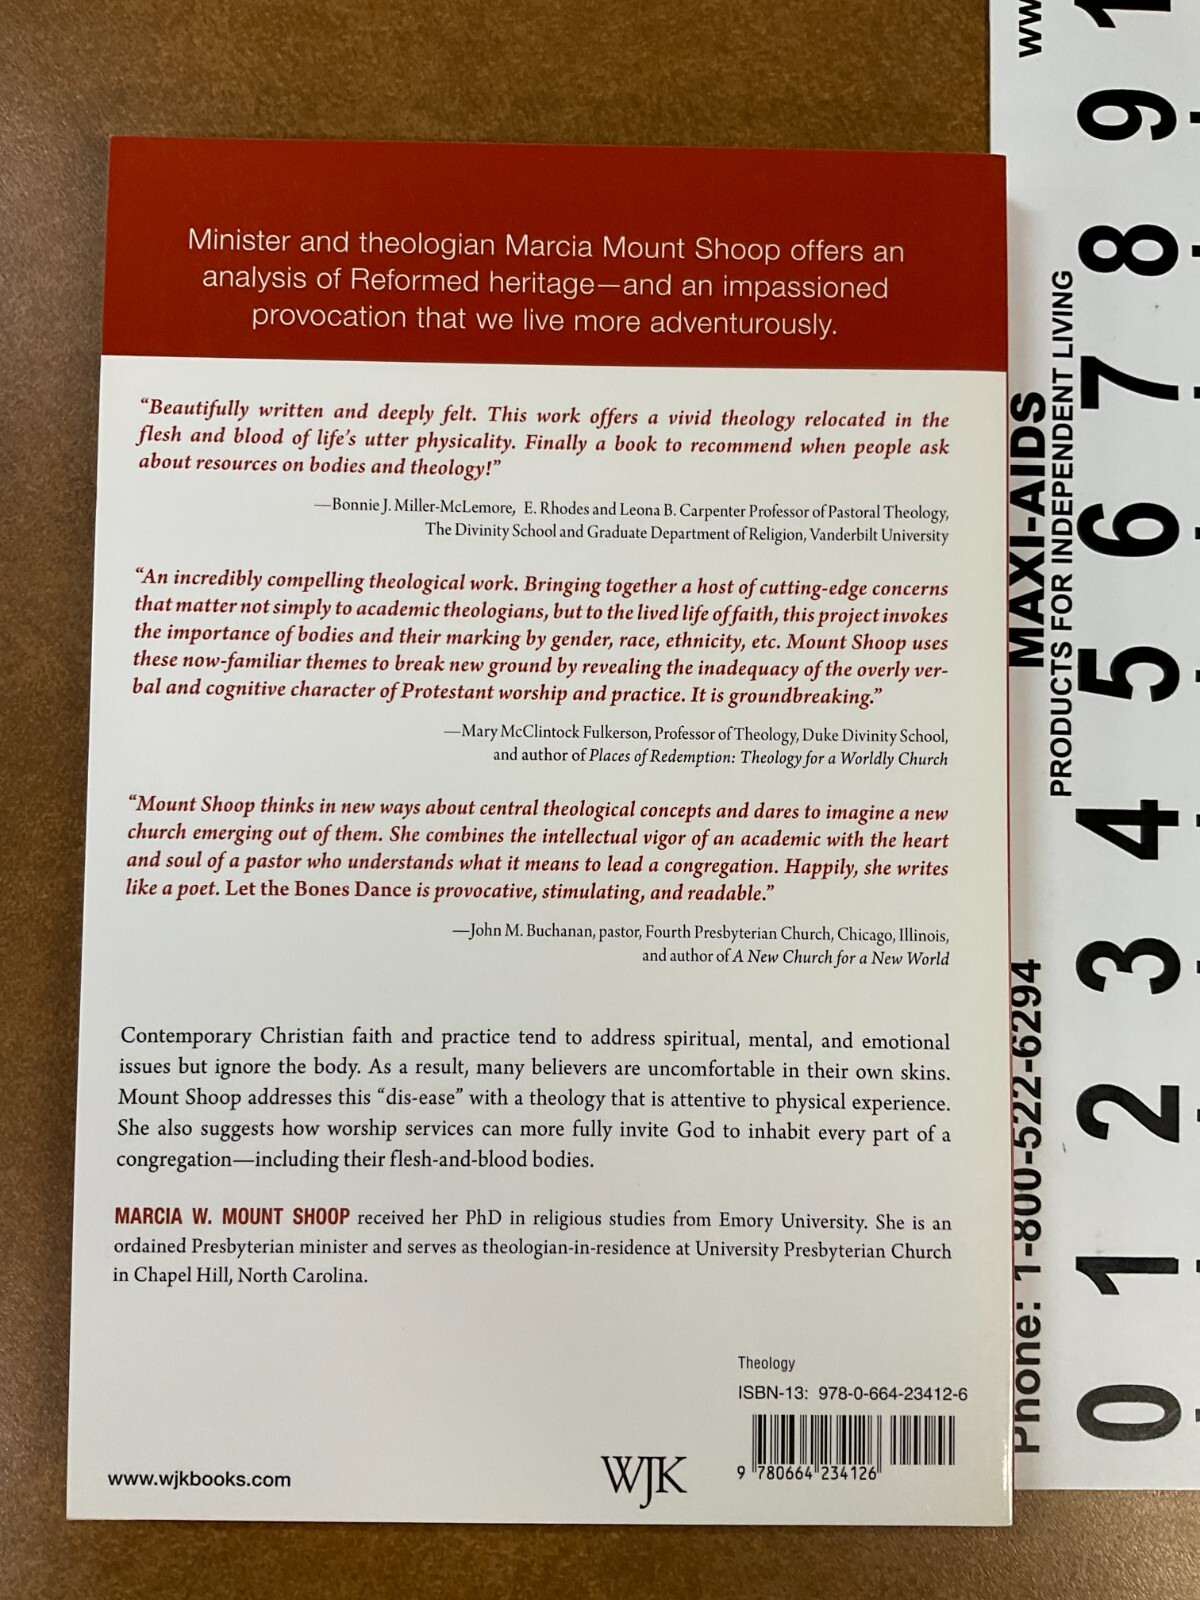 Minister and theologian Marcia Mount Shoop offers an
analysis of Reformed heritage—and an impassioned
provocation that we live more adventurously.
“Beautifully written and deeply felt. This work offers a vivid theology relocated in the
flesh and blood of life’s utter physicality. Finally a book to recommend when people ask
about resources on bodies and theology!”
—Bonnie J. Miller-McLemore, E. Rhodes and Leona B. Carpenter Professor of Pastoral Theology,
The Divinity School and Graduate Department of Religion, Vanderbilt University
“An incredibly compelling theological work. Bringing together a host of cutting-edge concerns
that matter not simply to academic theologians, but to the lived life of faith, this project invokes
the importance of bodies and their marking by gender, race, ethnicity, etc. Mount Shoop uses
these now-familiar themes to break new ground by revealing the inadequacy of the overly ver-
bal and cognitive character of Protestant worship and practice. It is groundbreaking.”
—Mary McClintock Fulkerson, Professor of Theology, Duke Divinity School,
and author of Places of Redemption: Theology for a Worldly Church
“Mount Shoop thinks in new ways about central theological concepts and dares to imagine a new
church emerging out of them. She combines the intellectual vigor of an academic with the heart
and soul of a pastor who understands what it means to lead a congregation. Happily, she writes
like a poet. Let the Bones Dance is provocative, stimulating, and readable.”
—John M. Buchanan, pastor, Fourth Presbyterian Church, Chicago, Illinois,
and author of A New Church for a New World
Contemporary Christian faith and practice tend to address spiritual, mental, and emotional
issues but ignore the body. As a result, many believers are uncomfortable in their own skins.
Mount Shoop addresses this “dis-ease” with a theology that is attentive to physical experience.
She also suggests how worship services can more fully invite God to inhabit every part of a
congregation—including their flesh-and-blood bodies.
MARCIA W. MOUNT SHOOP received her PhD in religious studies from Emory University. She is an
ordained Presbyterian minister and serves as theologian-in-residence at University Presbyterian Church
in Chapel Hill, North Carolina.
Theology
ISBN-13: 978-0-664-23412-6
9 780664 234126
www.wjkbooks.com
WJK
Phone: 1-800-522-6294
MAXI-AIDS
PRODUCTS FOR INDEPENDENT LIVING
ww
0 1 2 3 4 5 6 7 8 9 1